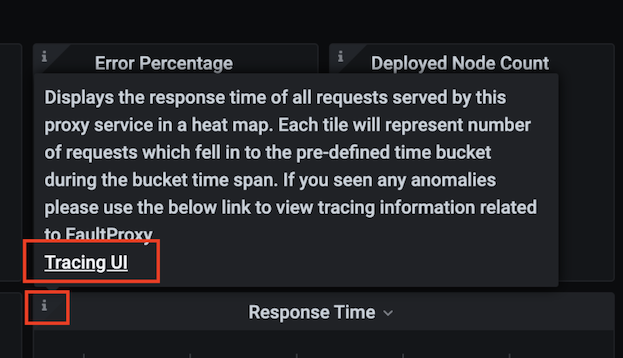 i
Error Percentage
i
Deployed Node Count
Displays the response time of all requests served by this
proxy service in a heat map. Each tile will represent number
of requests which fell in to the pre-defined time bucket
during the bucket time span. If you seen any anomalies
please use the below link to view tracing information related
to FaultProxy
Tracing UI
i
Response Time